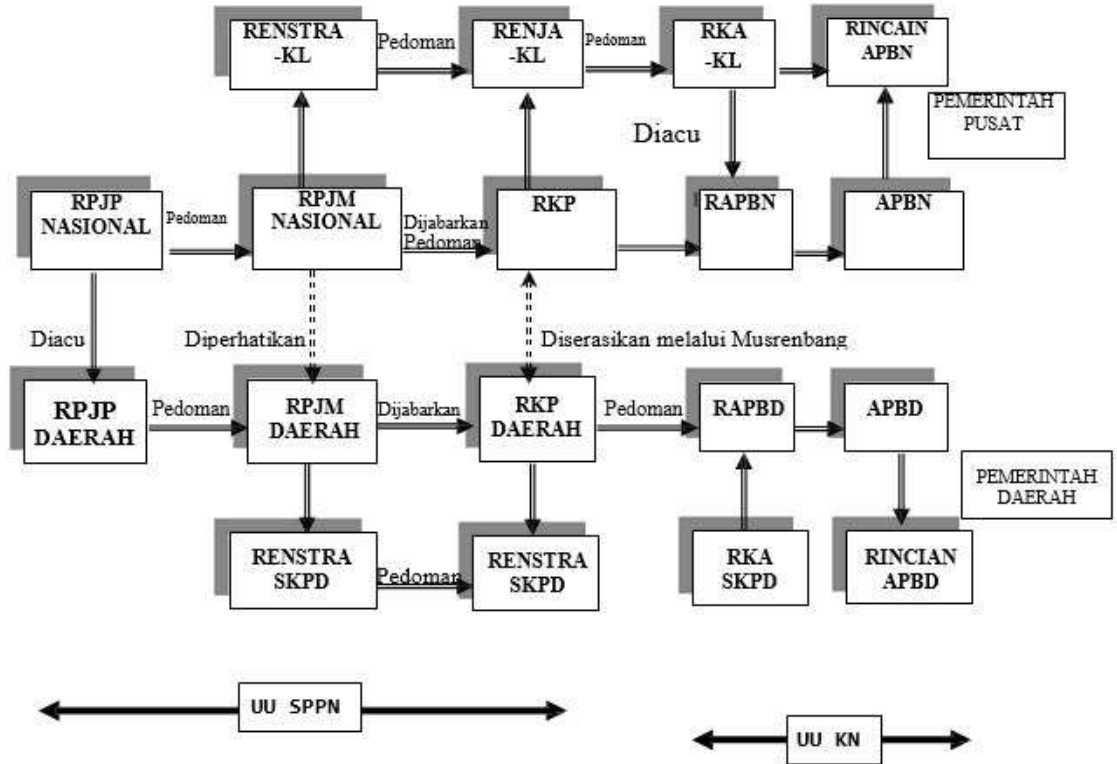 RENSTRA
-KL
Pedoman
RENJA
-KL
Pedoman
RKA
-KL
RINCAIN
APBN
PEMERINTAH
PUSAT
Diacu
RPJP
NASIONAL
Pedoman
RPJM
NASIONAL
Dijabarkan
Pedoman
RKP
RAPBN
APBN
Diacu
Diperhatikan
Diserasikan melalui Musrenbang
RPJP
DAERAH
Pedoman
RPJM
DAERAH
Dijabarkan
RKP
DAERAH
Pedoman
RAPBD
APBD
PEMERINTAH
DAERAH
RENSTRA
SKPD
Pedoman
RENSTRA
SKPD
RKA
SKPD
RINCIAN
APBD
UU SPPN
UU KN